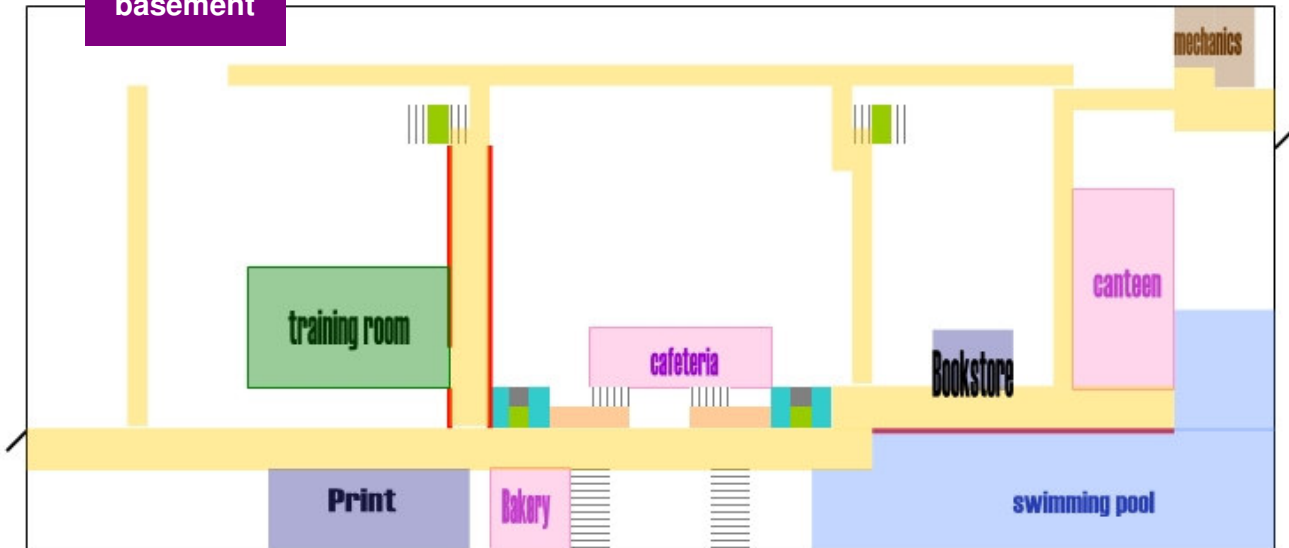 basement
mechanics
training room
cafeteria
canteen
Bookstore
Print
Bakery
swimming pool